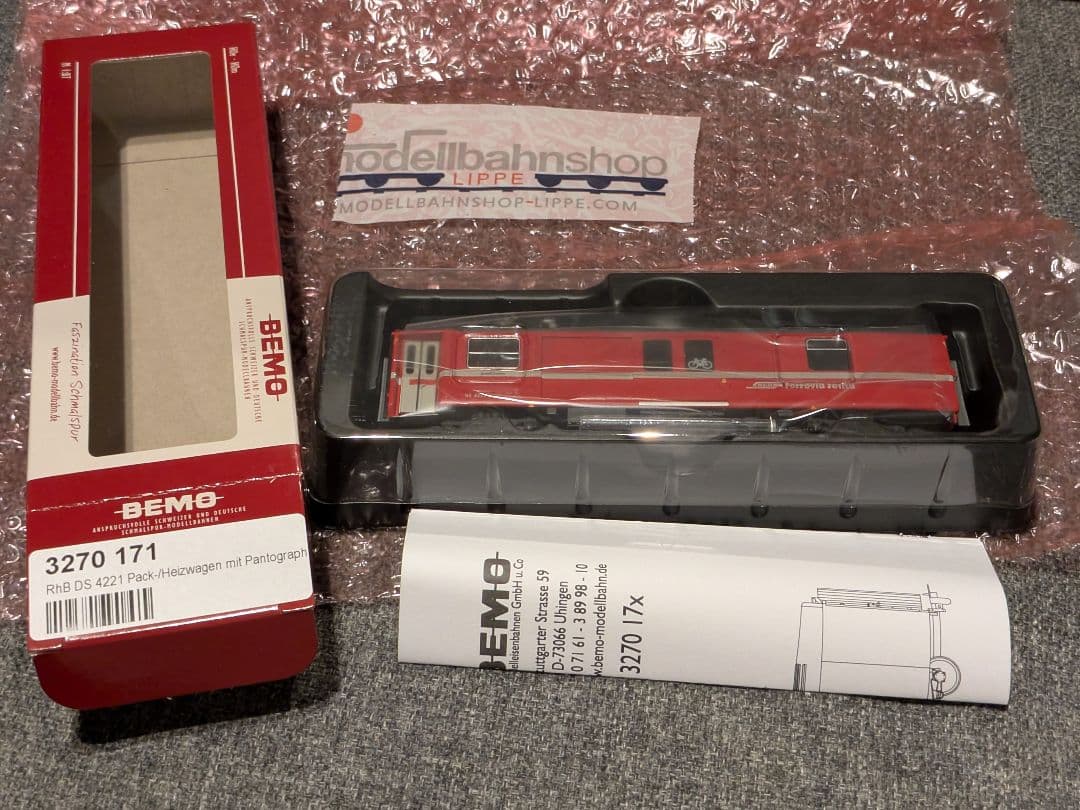 H0e · H0m
1:87
Faszination Schmalspur
www.bemo-modellbahn.de
BEMO
ANSPRUCHSVOLLE SCHWEIZER UND DEUTSCHE
SCHMALSPUR-MODELLBAHNEN
BEMO
ANSPRUCHSVOLLE SCHWEIZER UND DEUTSCHE
SCHMALSPUR-MODELLBAHNEN
3270 171
RhB DS 4221 Pack-/Heizwagen mit Pantograph
modellbahnshop
LIPPE
MODELLBAHNSHOP-LIPPE.COM
Ferrovia retica
BEMO
elleisenbahnen GmbH u. Co
uttgarter Strasse 59
D-73066 Uhingen
0 71 61 - 3 89 98 - 10
w.bemo-modellbahn.de
3270 17x